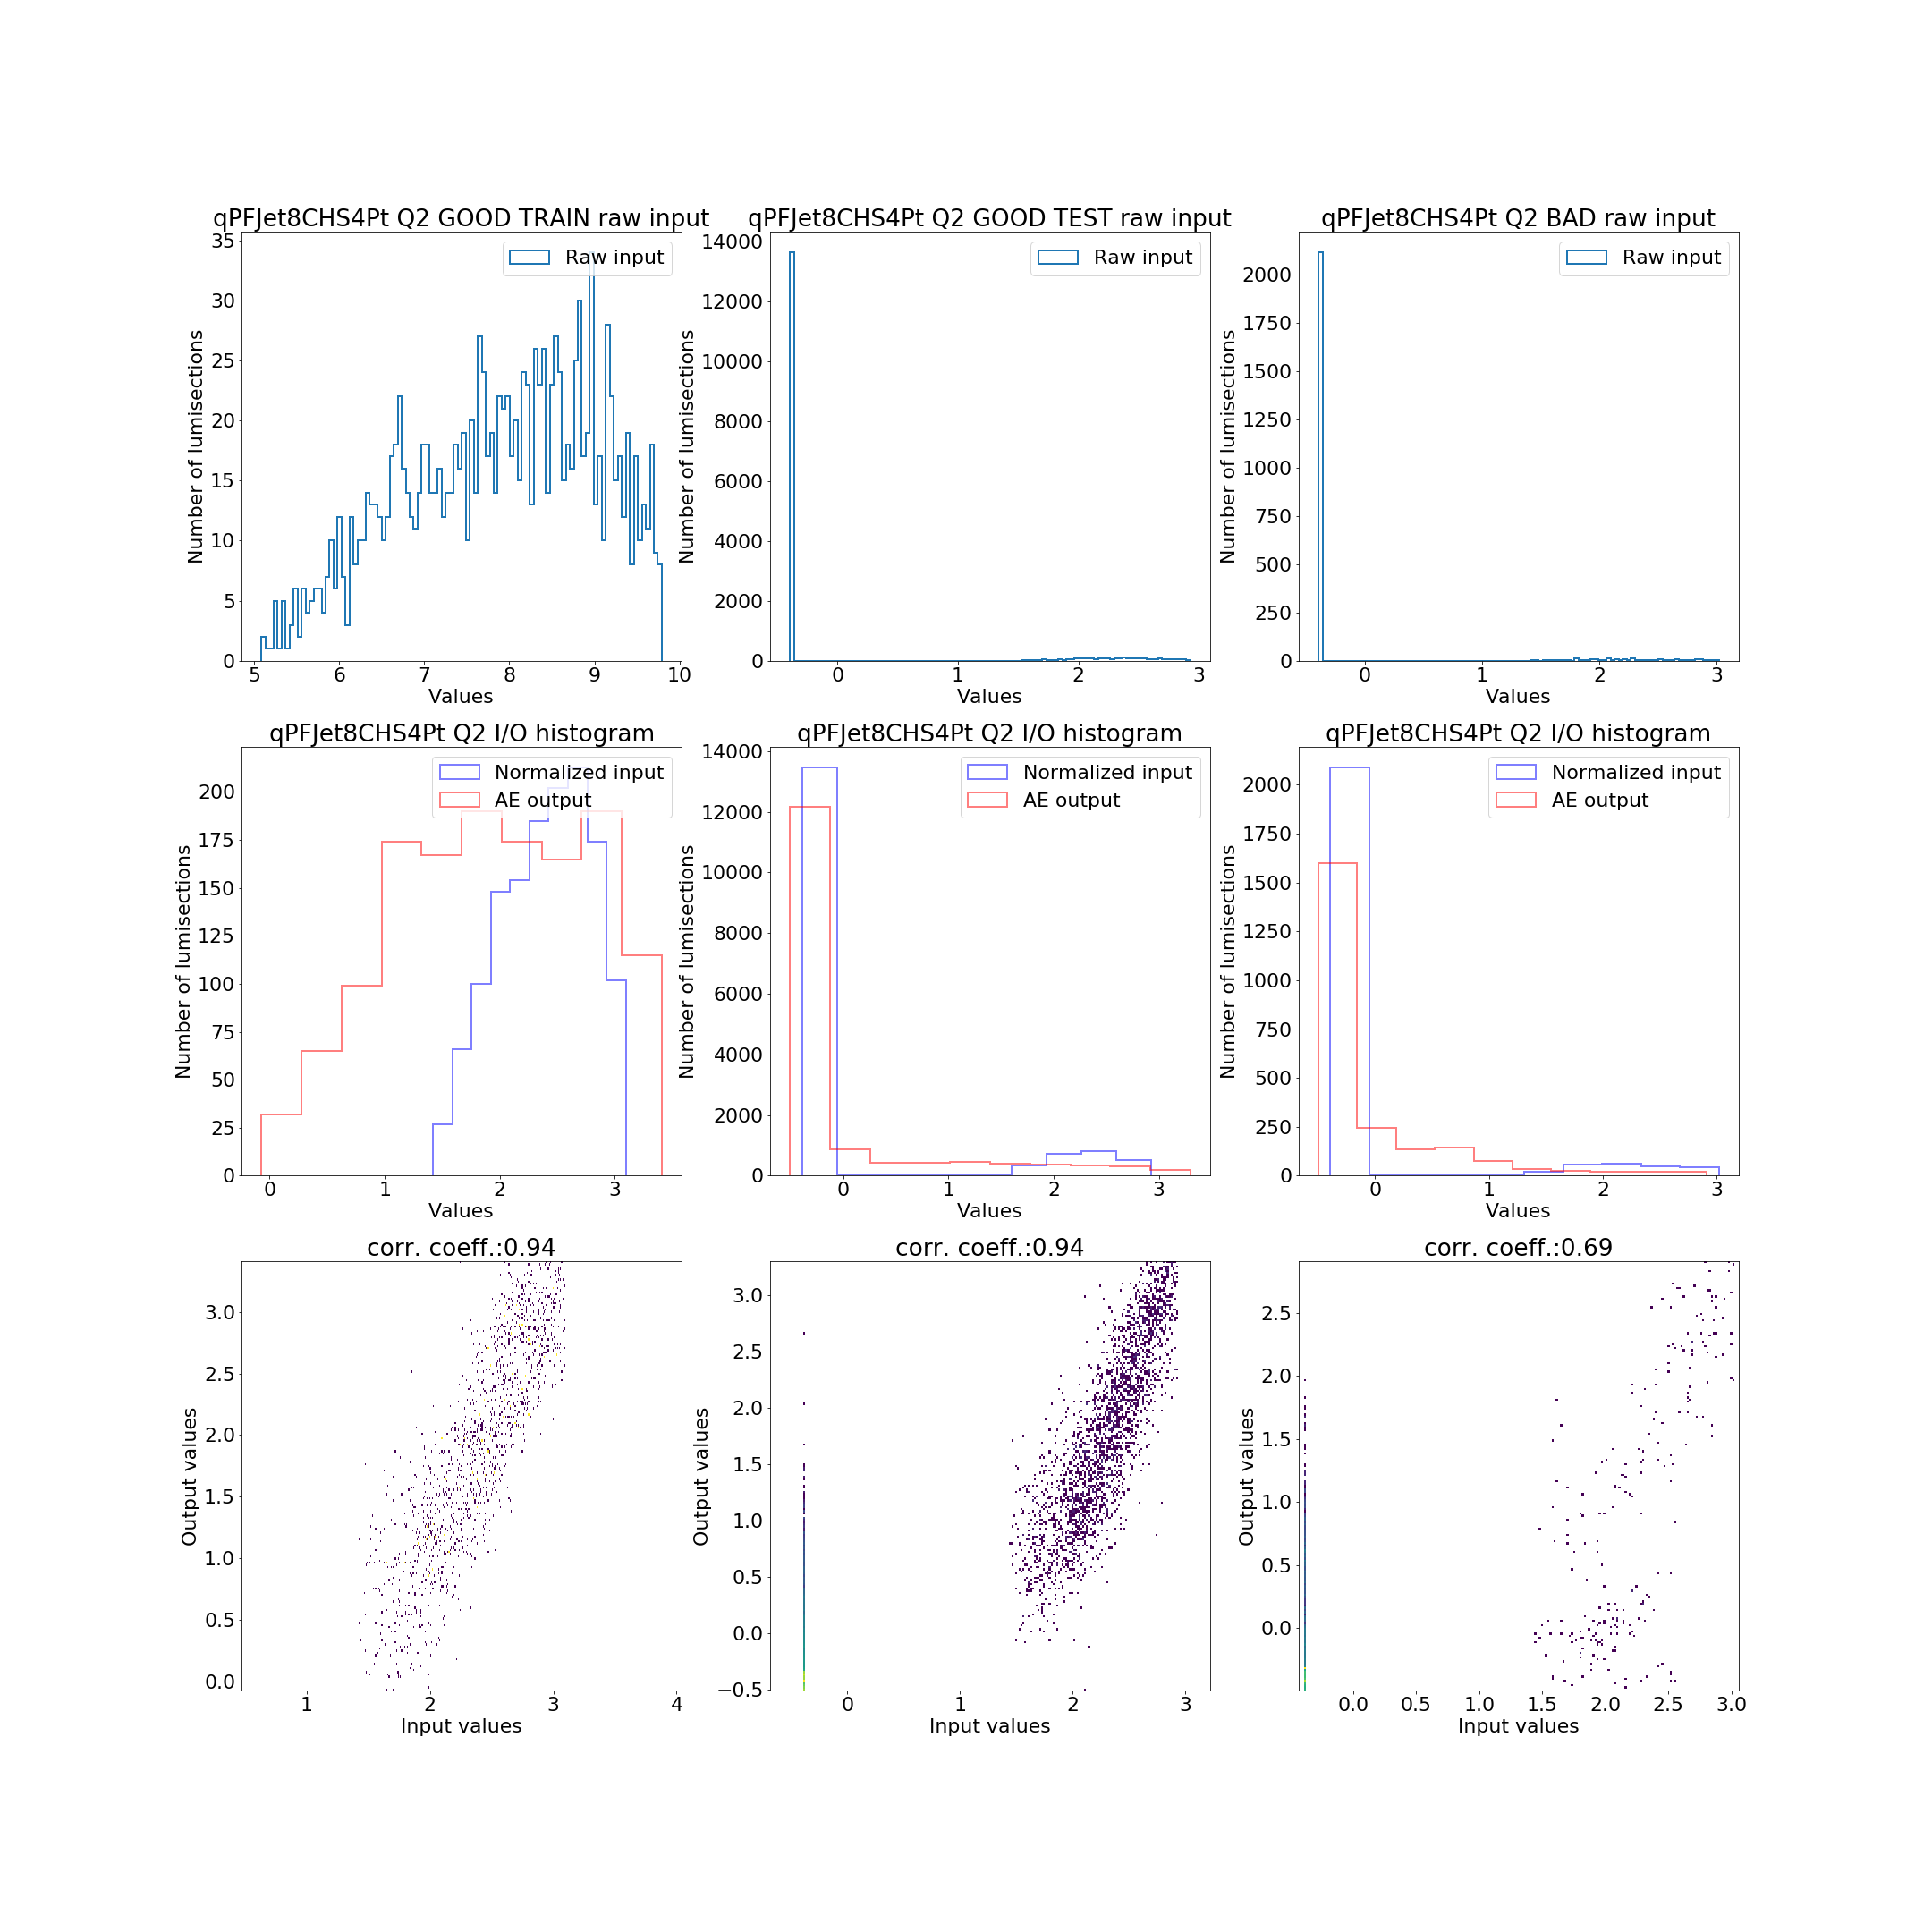 qPFJet8CHS4Pt Q2 GOOD TRAIN raw input
Raw input
35
30
25
20
15
10
5
0
Number of lumisections
5 6 7 8 9 10
Values
qPFJet8CHS4Pt Q2 GOOD TEST raw input
Raw input
14000
12000
10000
8000
6000
4000
2000
0
Number of lumisections
0 1 2 3
Values
qPFJet8CHS4Pt Q2 BAD raw input
Raw input
2000
1750
1500
1250
1000
750
500
250
0
Number of lumisections
0 1 2 3
Values
qPFJet8CHS4Pt Q2 I/O histogram
Normalized input
AE output
200
175
150
125
100
75
50
25
0
Number of lumisections
0 1 2 3
Values
qPFJet8CHS4Pt Q2 I/O histogram
Normalized input
AE output
14000
12000
10000
8000
6000
4000
2000
0
Number of lumisections
0 1 2 3
Values
qPFJet8CHS4Pt Q2 I/O histogram
Normalized input
AE output
2000
1750
1500
1250
1000
750
500
250
0
Number of lumisections
0 1 2 3
Values
corr. coeff.:0.94
3.0
2.5
2.0
1.5
1.0
0.5
0.0
Output values
1 2 3 4
Input values
corr. coeff.:0.94
3.0
2.5
2.0
1.5
1.0
0.5
0.0
−0.5
Output values
0 1 2 3
Input values
corr. coeff.:0.69
2.5
2.0
1.5
1.0
0.5
0.0
Output values
0.0 0.5 1.0 1.5 2.0 2.5 3.0
Input values